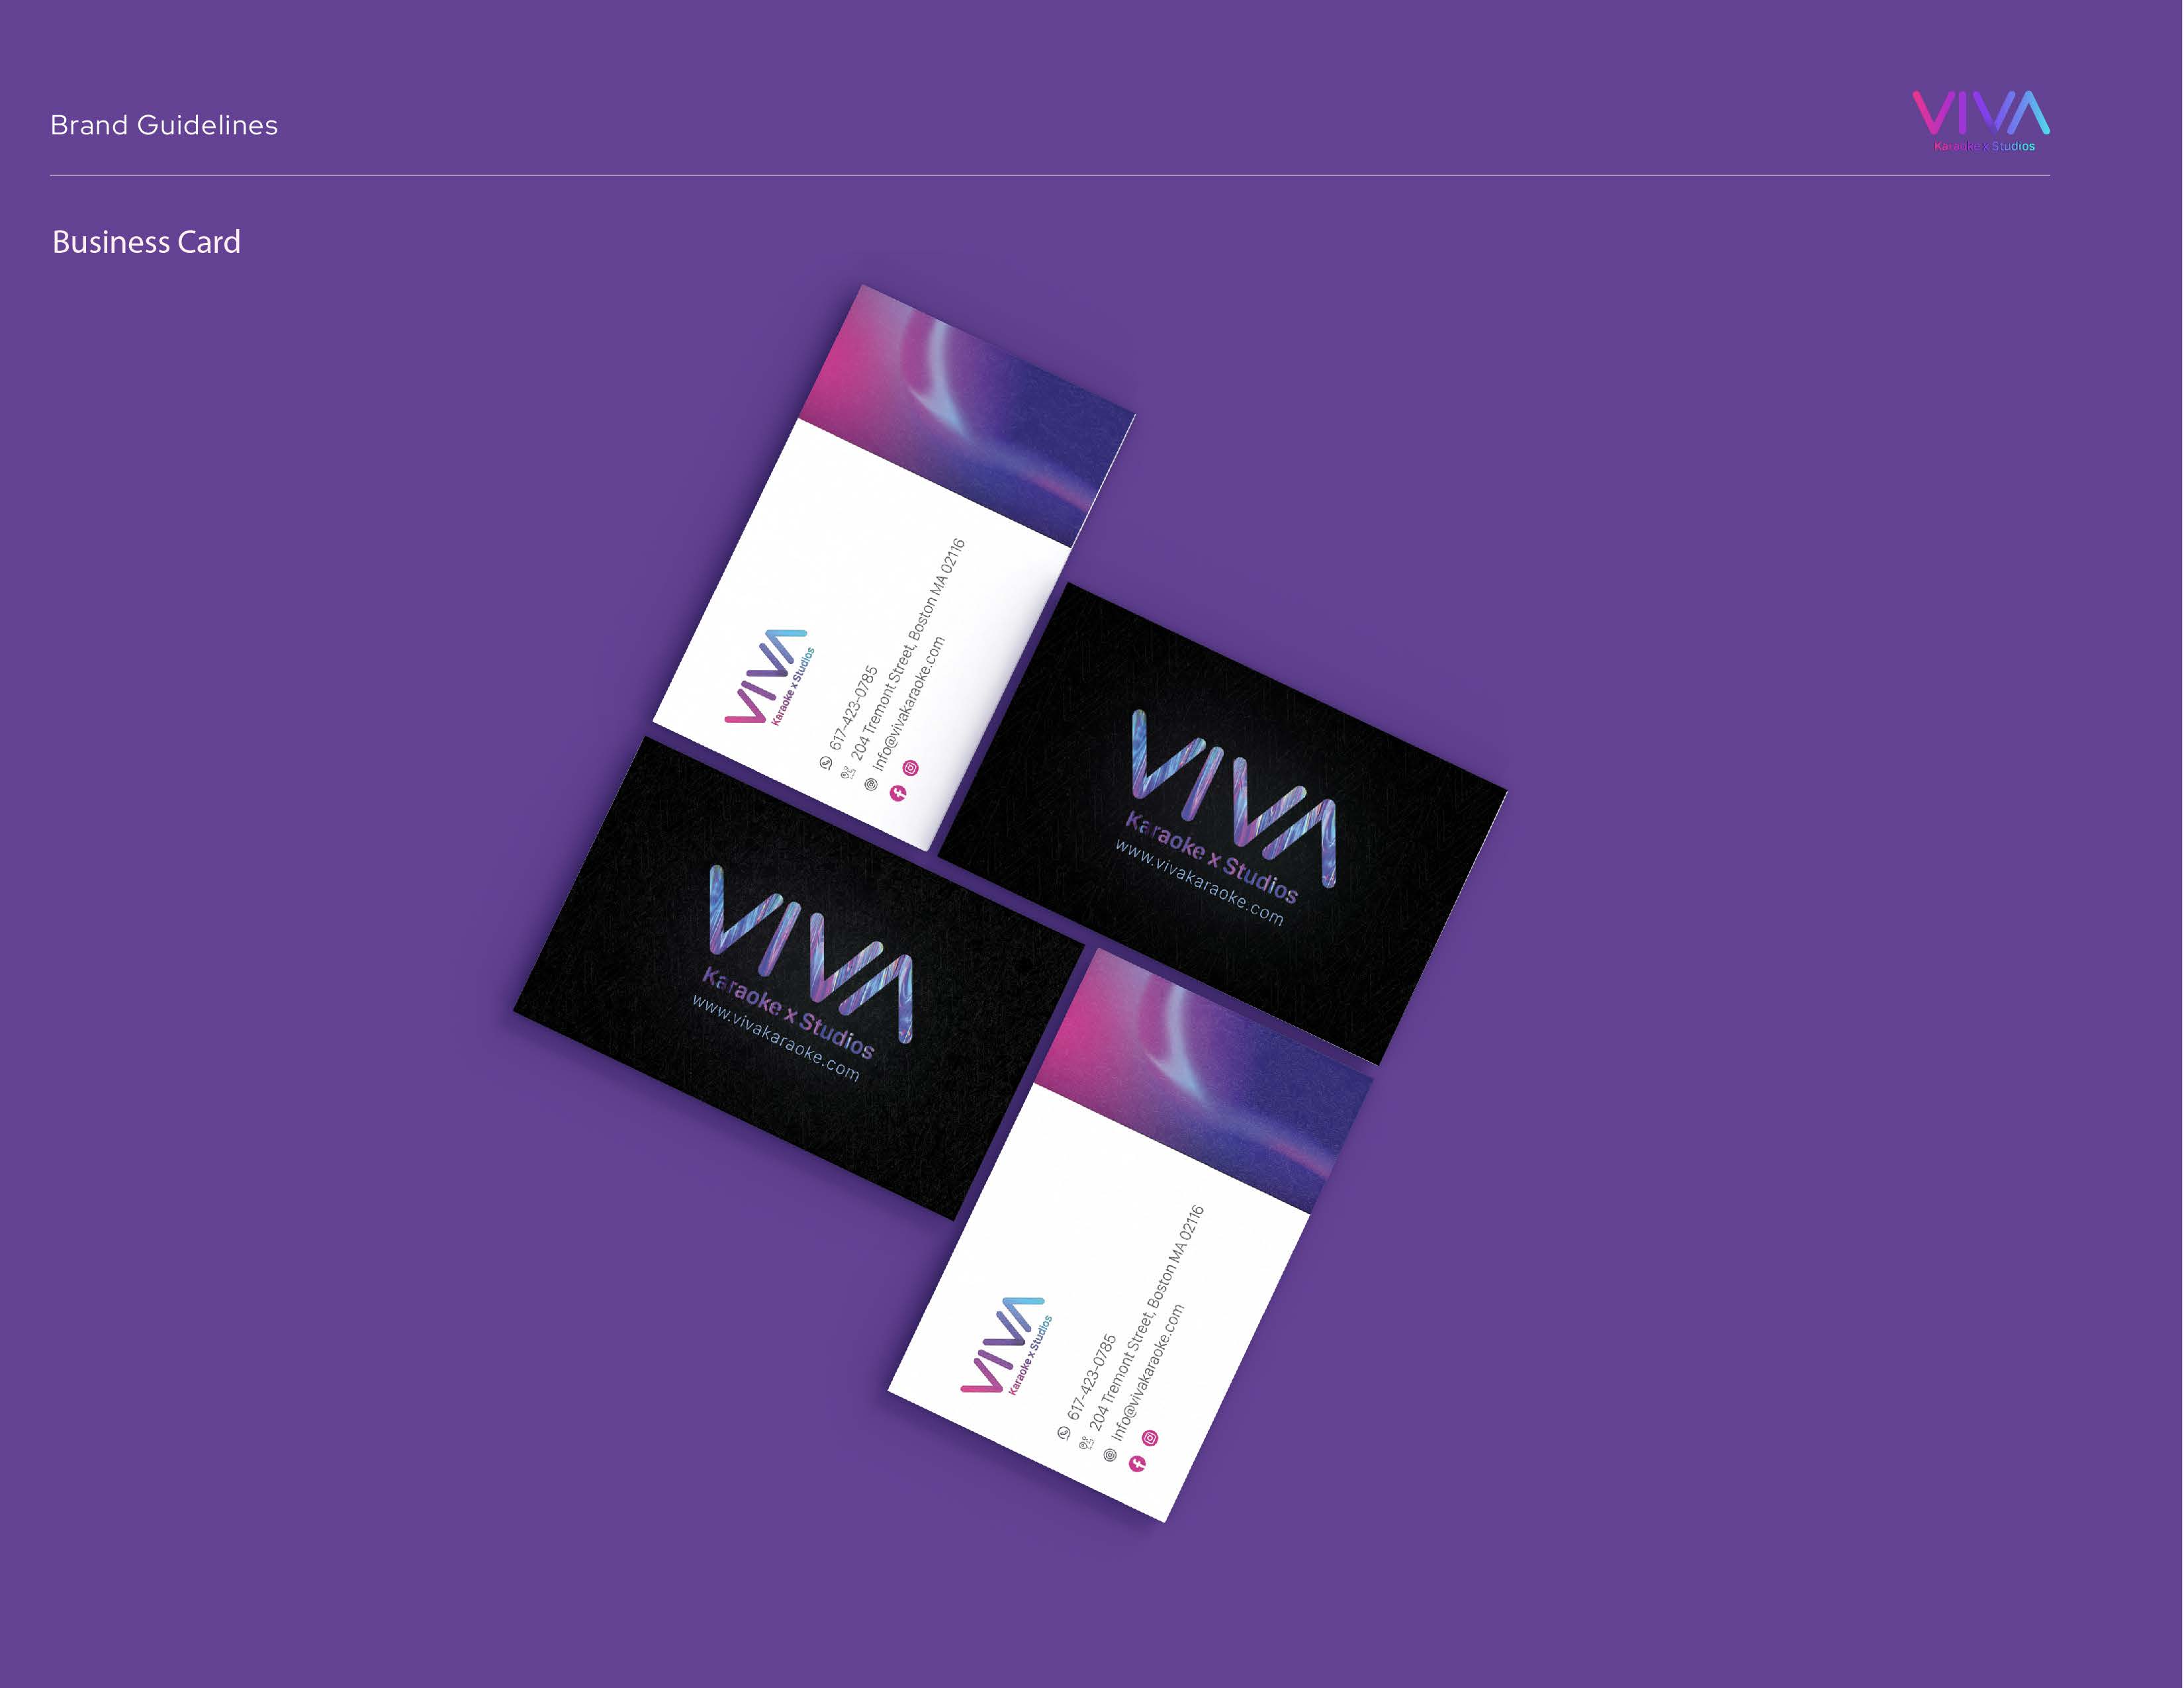 Brand Guidelines
VIVA
Karaoke x Studios
Business Card
VIVA
Karaoke x Studios
617-423-0785
204 Tremont Street, Boston MA 02116
info@vivakaraoke.com
VIVA
Karaoke x Studios
www.vivakaraoke.com
VIVA
Karaoke x Studios
www.vivakaraoke.com
VIVA
Karaoke x Studios
617-423-0785
204 Tremont Street, Boston MA 02116
info@vivakaraoke.com